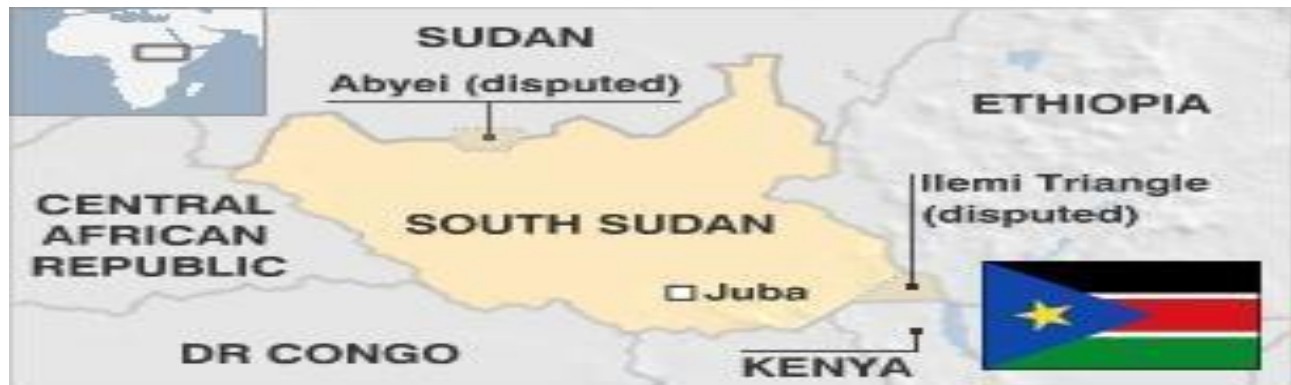 SUDAN
Abyei (disputed)
ETHIOPIA
Ilemi Triangle
(disputed)
CENTRAL
AFRICAN
REPUBLIC
SOUTH SUDAN
Juba
DR CONGO
KENYA